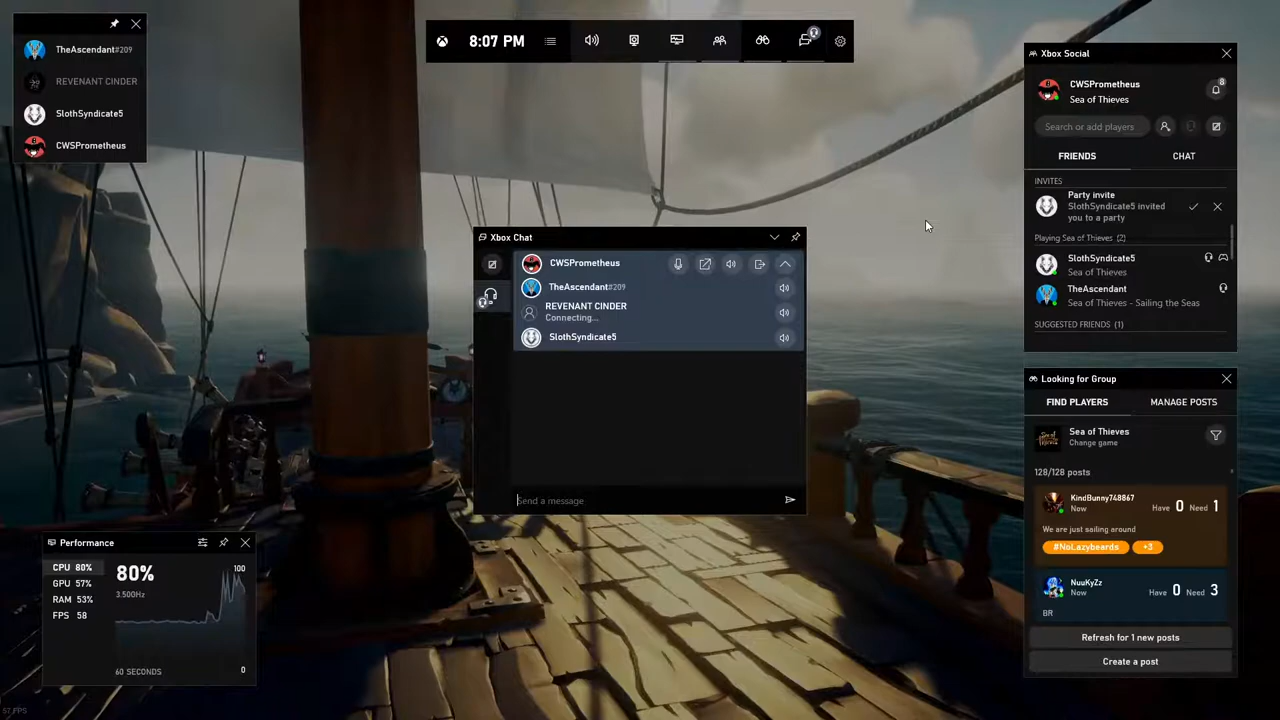 TheAscendant#209
REVENANT CINDER
SlothSyndicate5
CWSPrometheus
8:07 PM
Xbox Social
CWSPrometheus
Sea of Thieves
8
Search or add players
FRIENDS
CHAT
INVITES
Party invite
SlothSyndicate5 invited
you to a party
Playing Sea of Thieves (2)
SlothSyndicate5
Sea of Thieves
TheAscendant
Sea of Thieves - Sailing the Seas
SUGGESTED FRIENDS (1)
Xbox Chat
CWSPrometheus
TheAscendant#209
REVENANT CINDER
Connecting...
SlothSyndicate5
Send a message
Looking for Group
FIND PLAYERS
MANAGE POSTS
Sea of Thieves
Change game
128/128 posts
KindBunny748867
Now
Have 0 Need 1
We are just sailing around
#NoLazybeards +3
NuuKyZz
Now
Have 0 Need 3
BR
Refresh for 1 new posts
Create a post
Performance
CPU 80%
GPU 57%
RAM 53%
FPS 58
80%
3.500Hz
100
60 SECONDS
0
57 FPS